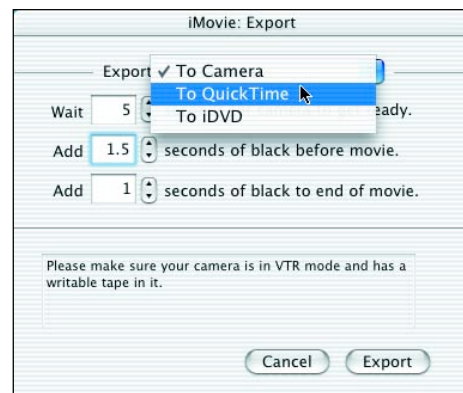 iMovie: Export
Export ✓ To Camera
To QuickTime
To iDVD
Wait 5 ready.
Add 1.5 seconds of black before movie.
Add 1 seconds of black to end of movie.
Please make sure your camera is in VTR mode and has a
writable tape in it.
Cancel Export